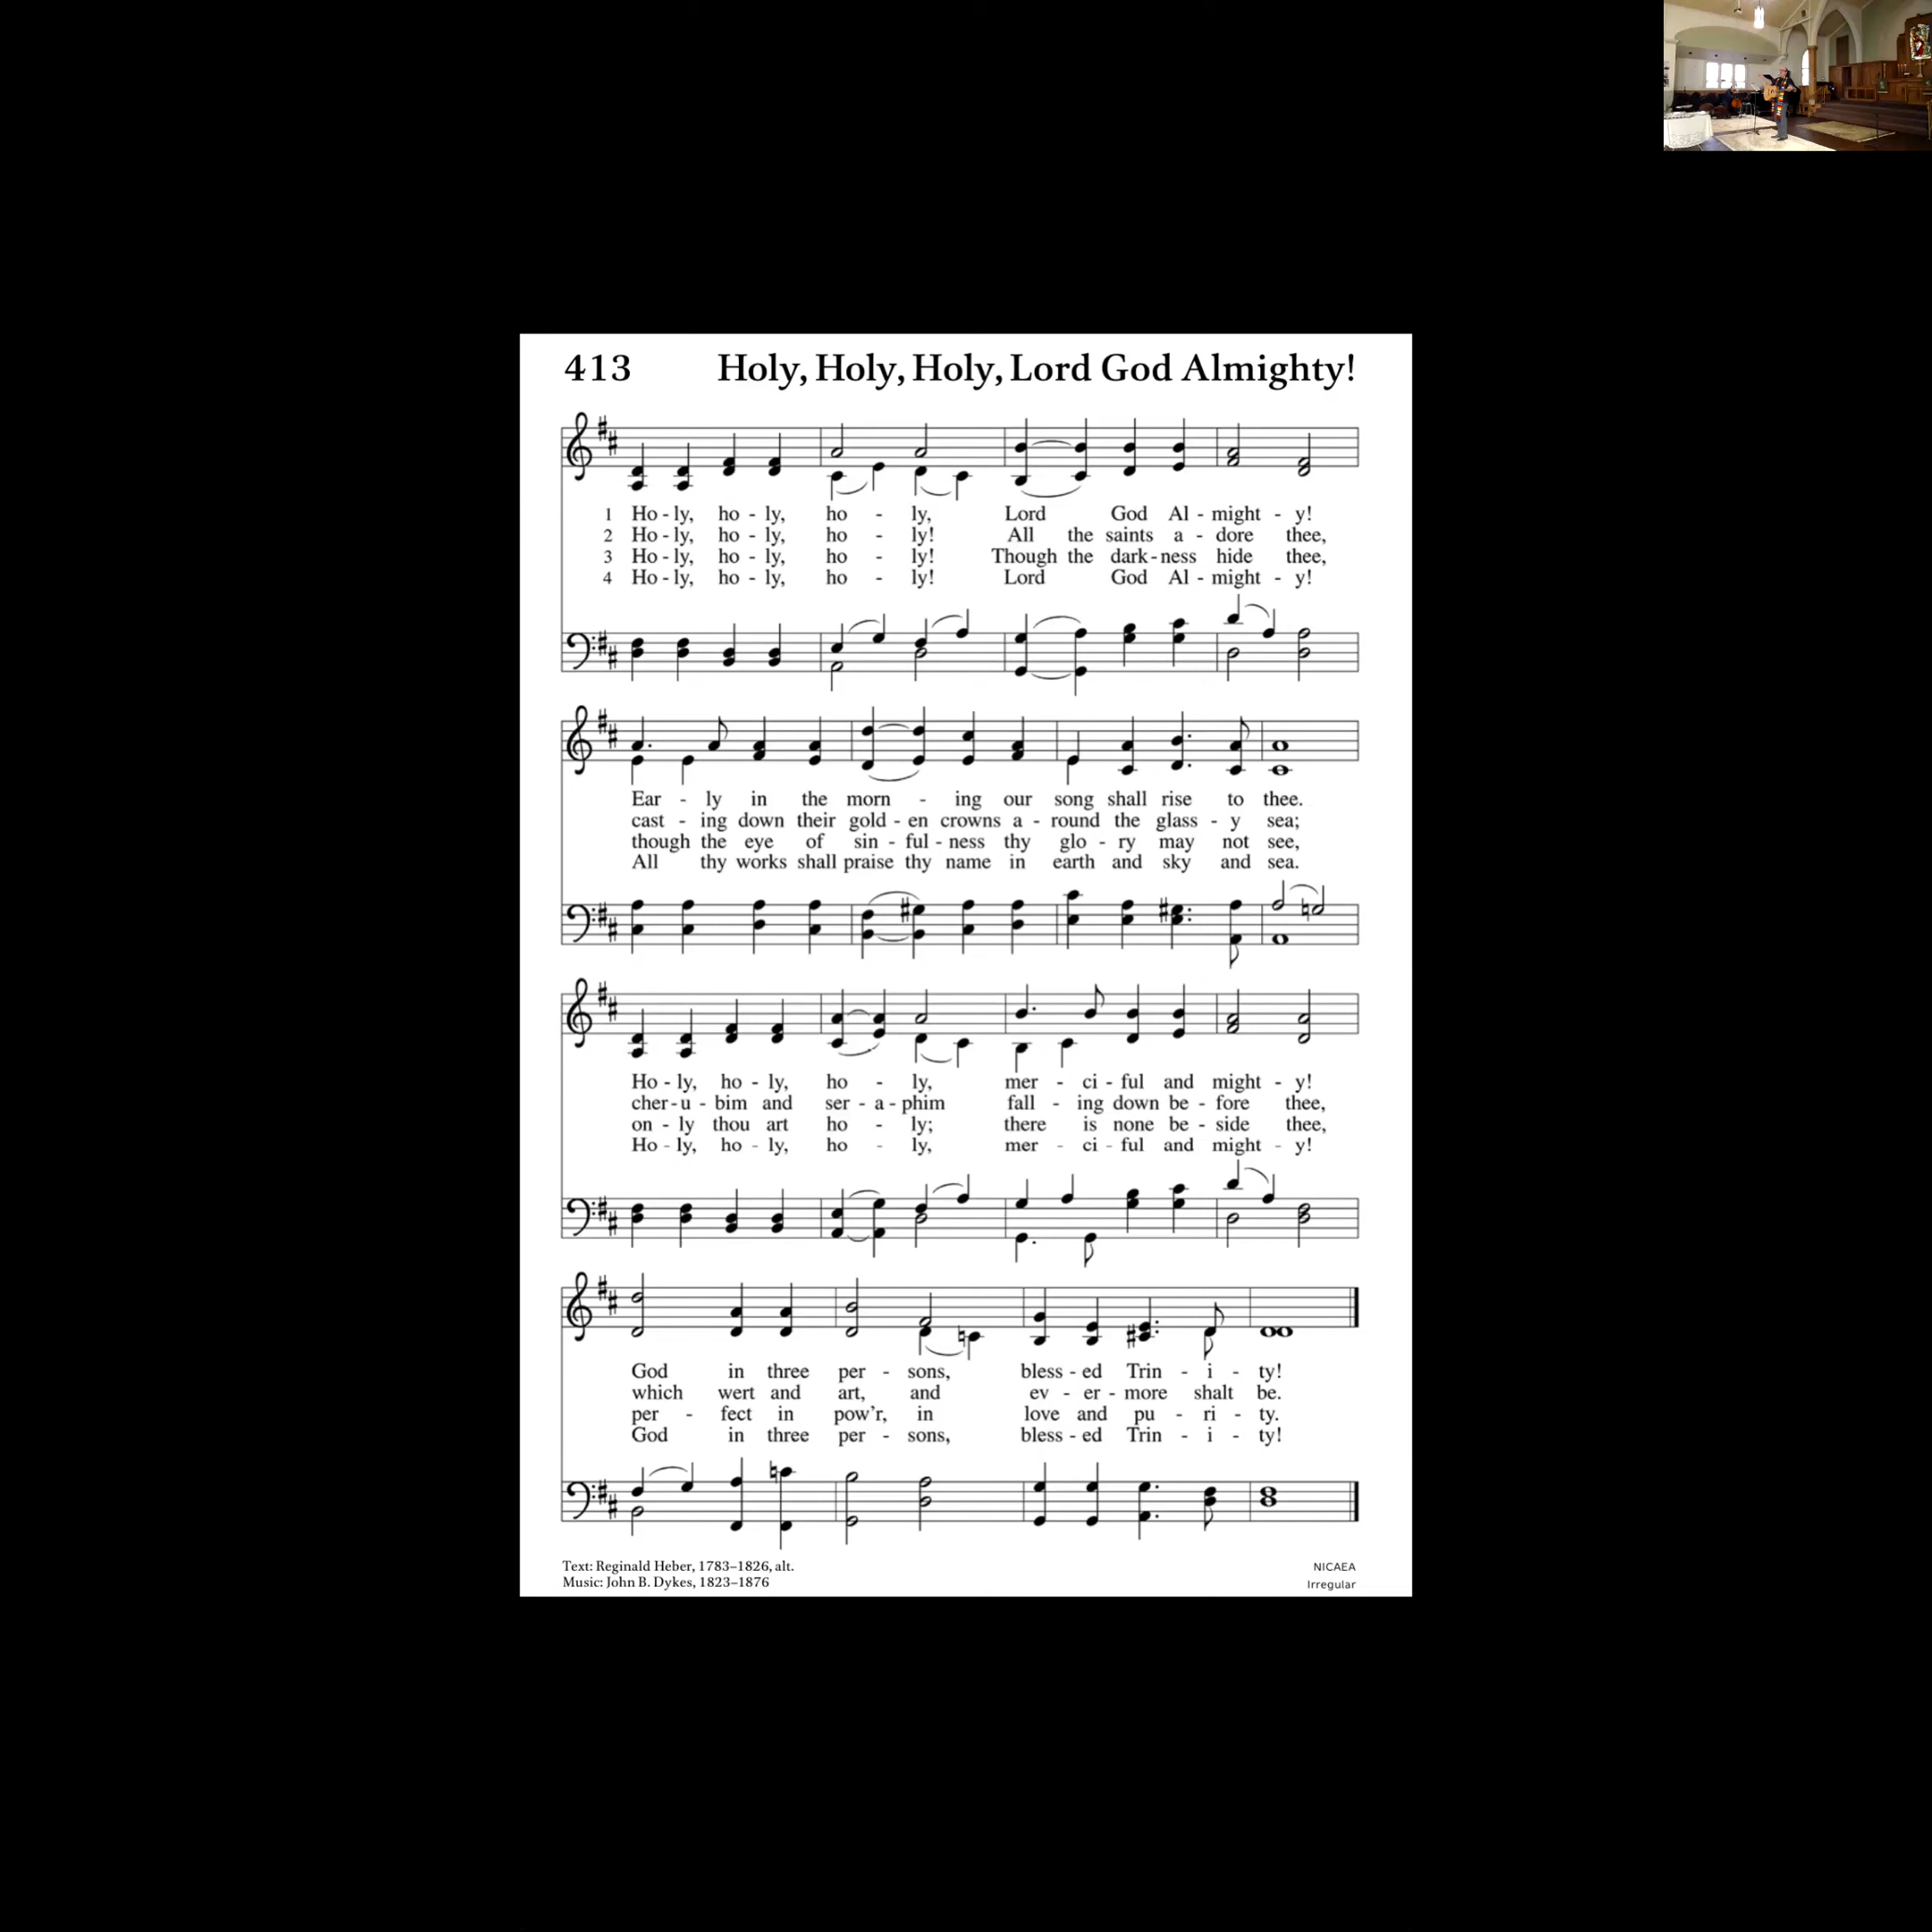 413 Holy, Holy, Holy, Lord God Almighty!
1 Ho - ly, ho - ly, ho - ly, Lord God Al - might - y!
2 Ho - ly, ho - ly, ho - ly! All the saints a - dore thee,
3 Ho - ly, ho - ly, ho - ly! Though the dark - ness hide thee,
4 Ho - ly, ho - ly, ho - ly! Lord God Al - might - y!
Ear - ly in the morn - ing our song shall rise to thee.
cast - ing down their gold - en crowns a - round the glass - y sea;
though the eye of sin - ful - ness thy glo - ry may not see,
All thy works shall praise thy name in earth and sky and sea.
Ho - ly, ho - ly, ho - ly, mer - ci - ful and might - y!
cher - u - bim and ser - a - phim fall - ing down be - fore thee,
on - ly thou art ho - ly; there is none be - side thee,
Ho - ly, ho - ly, ho - ly, mer - ci - ful and might - y!
God in three per - sons, bless - ed Trin - i - ty!
which wert and art, and ev - er - more shalt be.
per - fect in pow'r, in love and pu - ri - ty.
God in three per - sons, bless - ed Trin - i - ty!
Text: Reginald Heber, 1783–1826, alt.
Music: John B. Dykes, 1823–1876
NICAEA
Irregular